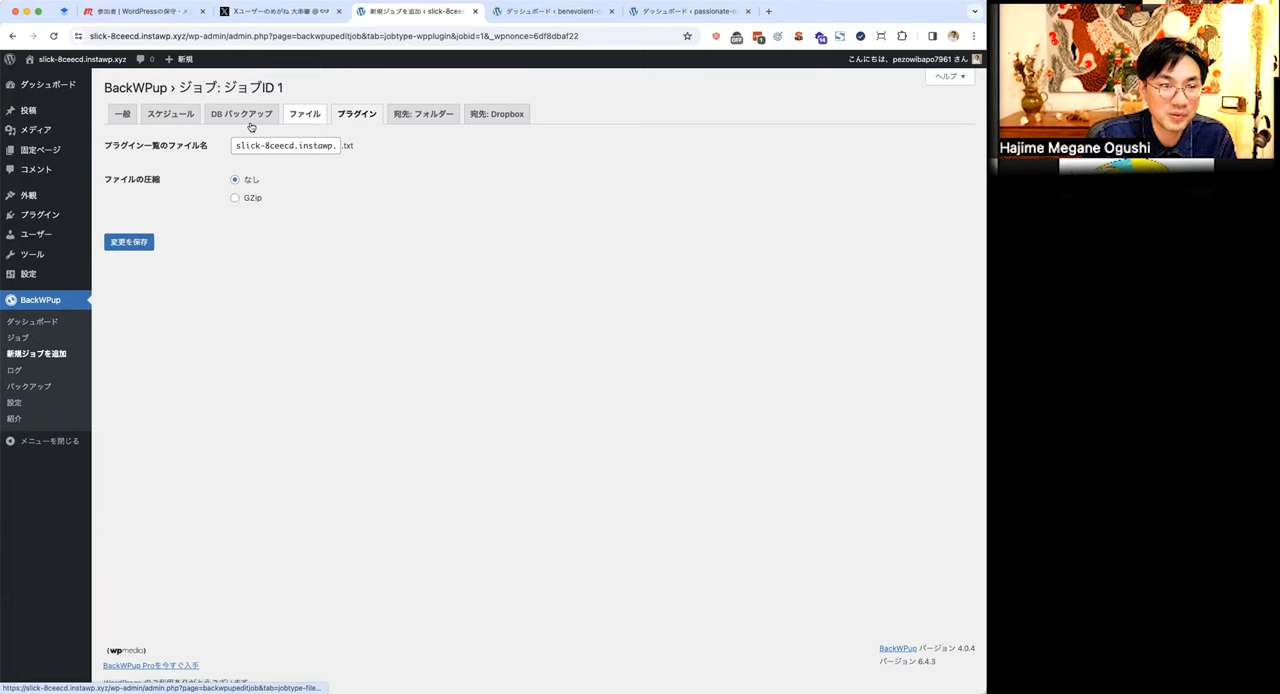 参加者 | WordPressの保守・メ
Xユーザーのめがね 大串肇 @
新規ジョブを追加 ‹ slick-8ceec
ダッシュボード ‹ benevolent-
ダッシュボード ‹ passionate-
slick-8ceecd.instawp.xyz/wp-admin/admin.php?page=backwpupeditjob&tab=jobtype-wpplugin&jobid=1&_wpnonce=6df8dbaf22
slick-8ceecd.instawp.xyz
0
新規
こんにちは、pezowibapo7961 さん
ヘルプ
BackWPup › ジョブ: ジョブID 1
一般
スケジュール
DB バックアップ
ファイル
プラグイン
宛先: フォルダー
宛先: Dropbox
プラグイン一覧のファイル名
slick-8ceecd.instawp. .txt
ファイルの圧縮
なし
GZip
変更を保存
ダッシュボード
投稿
メディア
固定ページ
コメント
外観
プラグイン
ユーザー
ツール
設定
BackWPup
ダッシュボード
ジョブ
新規ジョブを追加
ログ
バックアップ
設定
紹介
メニューを閉じる
Hajime Megane Ogushi
(wpmedia)
BackWPup Proを今すぐ入手
BackWPup バージョン 4.0.4
バージョン 6.4.3
https://slick-8ceecd.instawp.xyz/wp-admin/admin.php?page=backwpupeditjob&tab=jobtype-file...